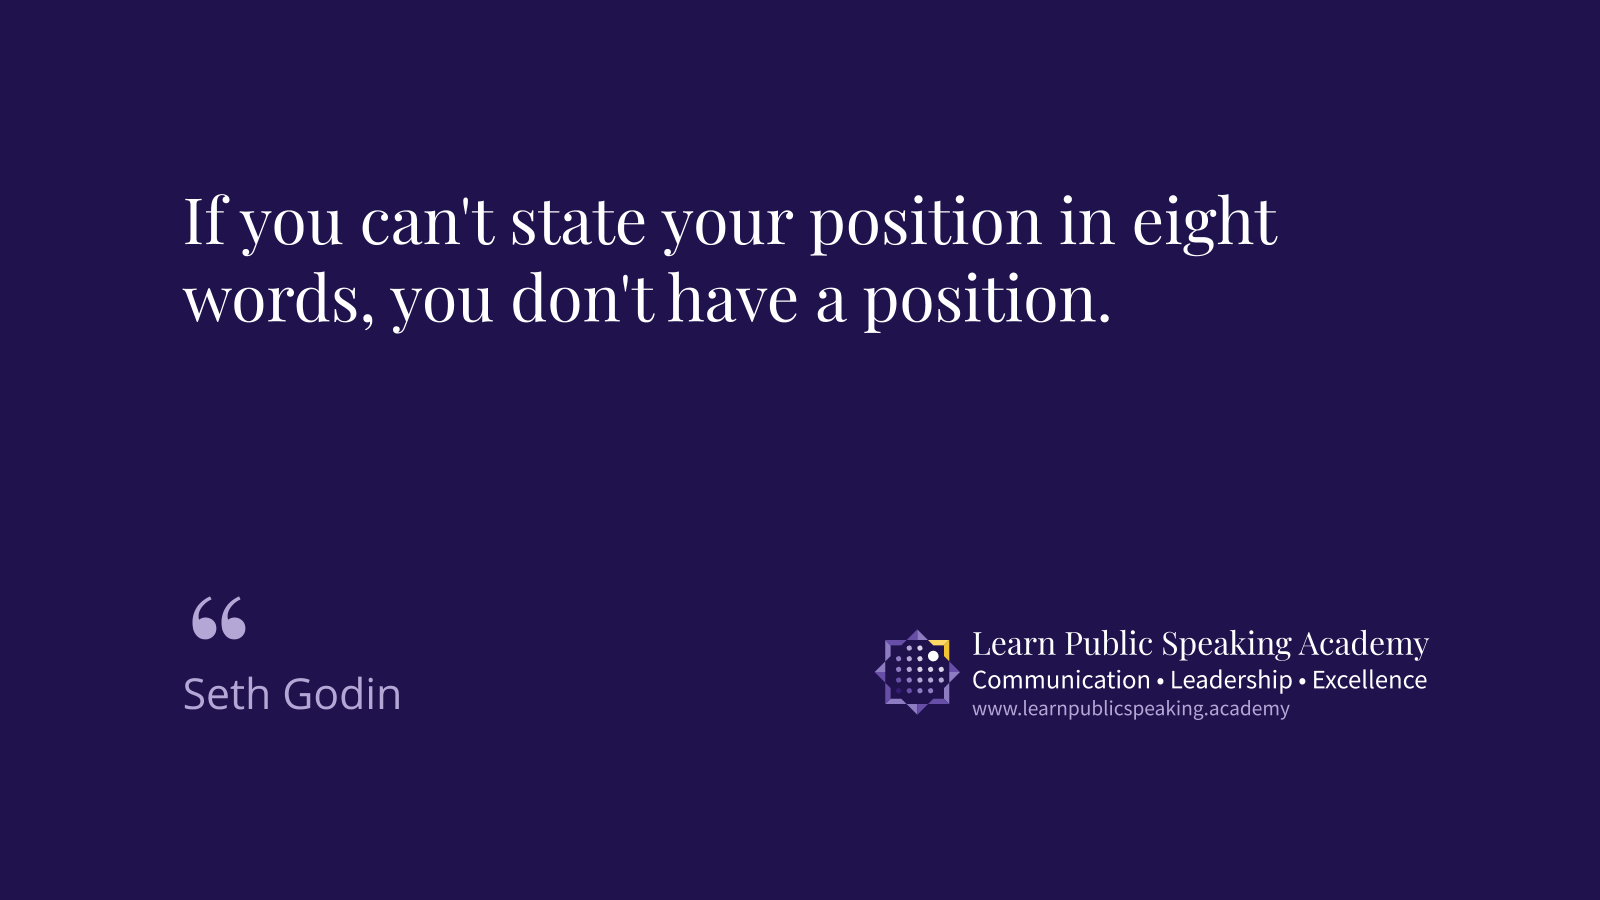 If you can't state your position in eight
words, you don't have a position.
“
Seth Godin
Learn Public Speaking Academy
Communication • Leadership • Excellence
www.learnpublicspeaking.academy